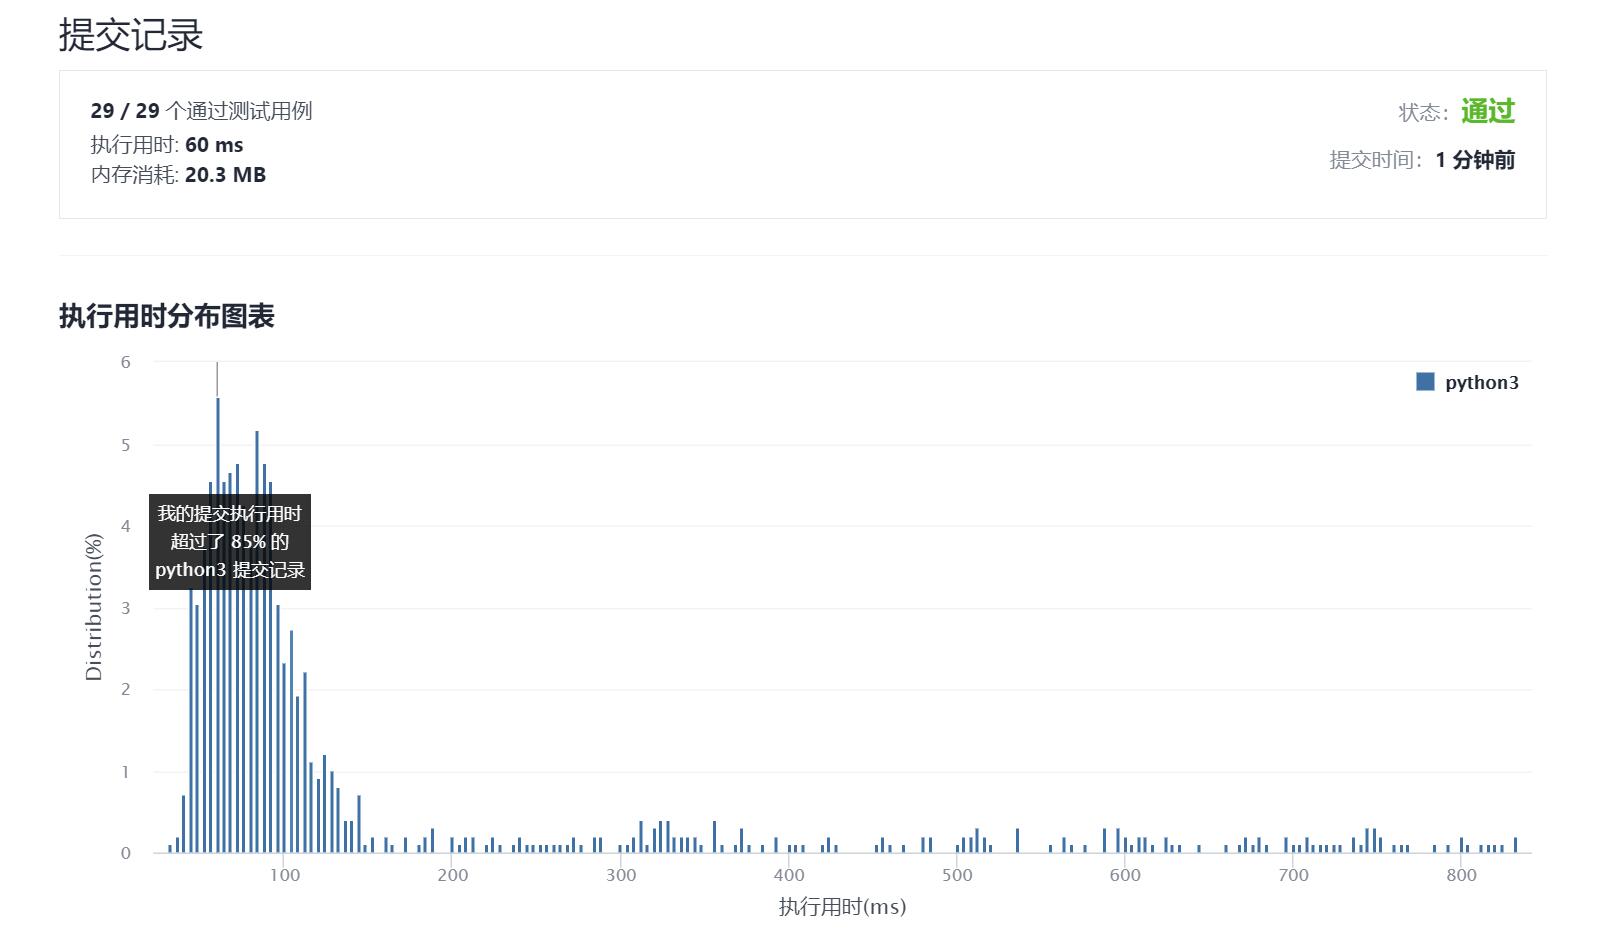 提交记录
29 / 29 个通过测试用例
状态：通过
执行用时: 60 ms
提交时间：1 分钟前
内存消耗: 20.3 MB
执行用时分布图表
6
python3
5
我的提交执行用时
超过了 85% 的
python3 提交记录
4
Distribution(%)
3
2
1
0
100 200 300 400 500 600 700 800
执行用时(ms)